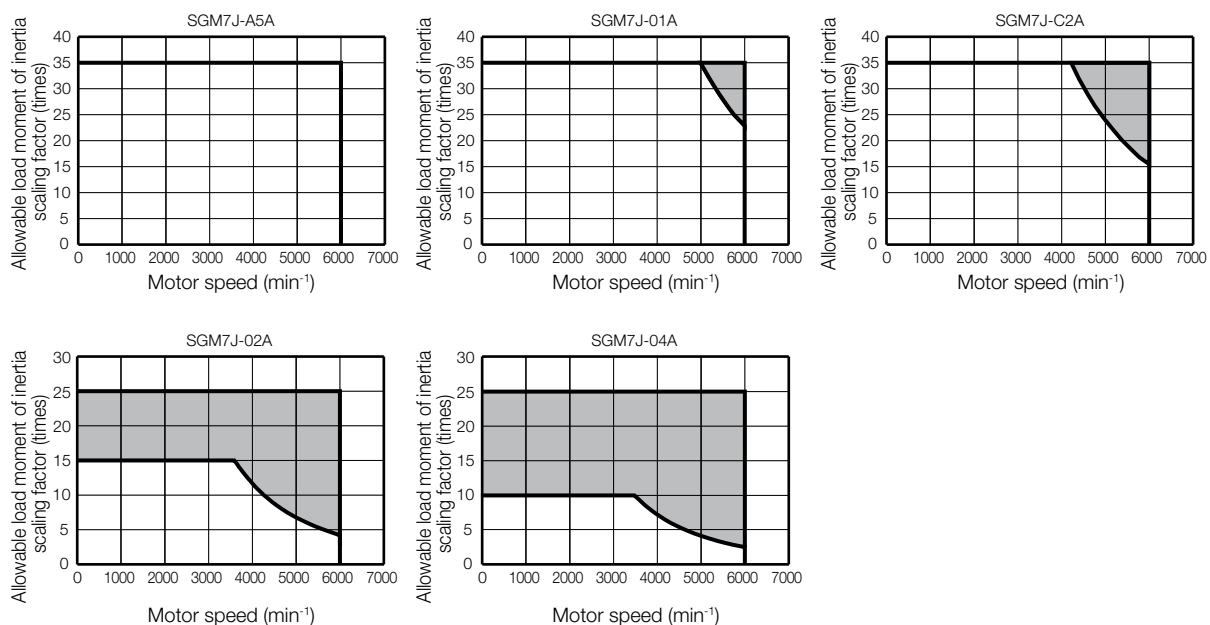 SGM7J-A5A
Allowable load moment of inertia
scaling factor (times)
40
35
30
25
20
15
10
5
0
0 1000 2000 3000 4000 5000 6000 7000
Motor speed (min-1)
SGM7J-01A
Allowable load moment of inertia
scaling factor (times)
40
35
30
25
20
15
10
5
0
0 1000 2000 3000 4000 5000 6000 7000
Motor speed (min-1)
SGM7J-C2A
Allowable load moment of inertia
scaling factor (times)
40
35
30
25
20
15
10
5
0
0 1000 2000 3000 4000 5000 6000 7000
Motor speed (min-1)
SGM7J-02A
Allowable load moment of inertia
scaling factor (times)
30
25
20
15
10
5
0
0 1000 2000 3000 4000 5000 6000 7000
Motor speed (min-1)
SGM7J-04A
Allowable load moment of inertia
scaling factor (times)
30
25
20
15
10
5
0
0 1000 2000 3000 4000 5000 6000 7000
Motor speed (min-1)